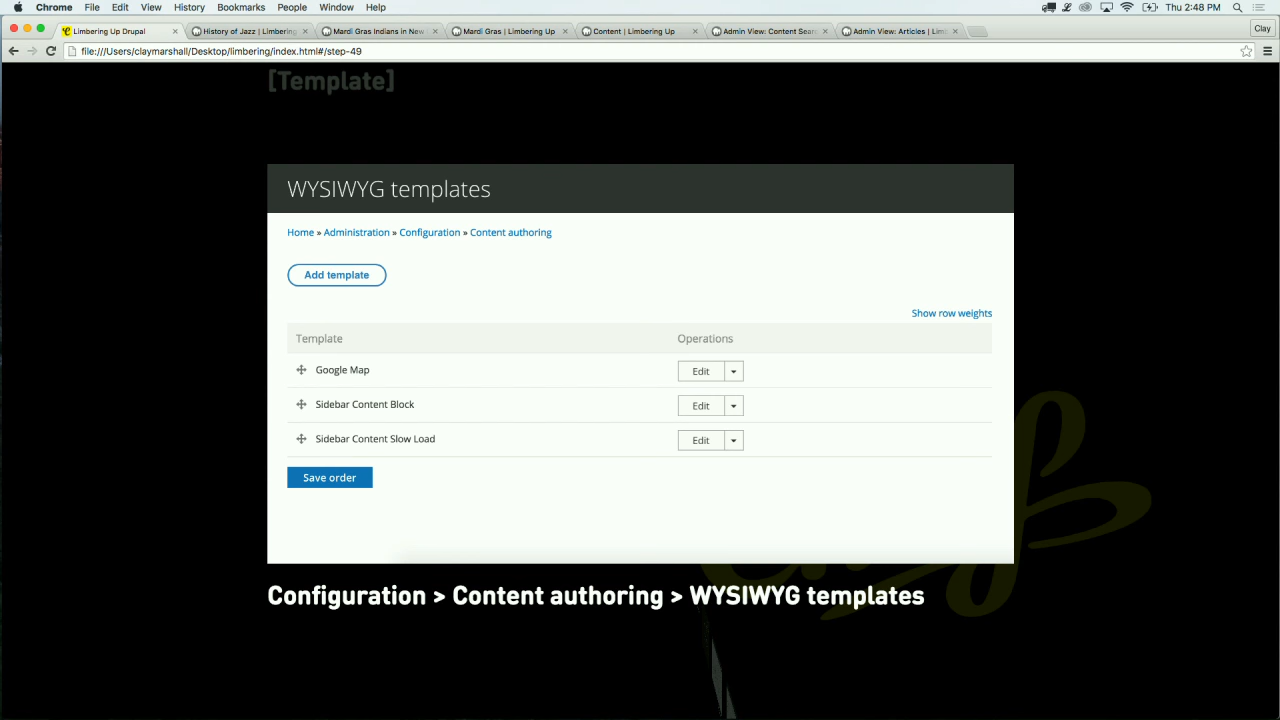 Chrome File Edit View History Bookmarks People Window Help Thu 2:48 PM
Limbering Up Drupal History of Jazz | Limbering Mardi Gras Indians in New Mardi Gras | Limbering Up Content | Limbering Up Admin View: Content Sear Admin View: Articles | Lim Clay
file:///Users/claymarshall/Desktop/limbering/index.html#/step-49
[Template]
WYSIWYG templates
Home » Administration » Configuration » Content authoring
Add template
Show row weights
Template Operations
Google Map Edit
Sidebar Content Block Edit
Sidebar Content Slow Load Edit
Save order
Configuration > Content authoring > WYSIWYG templates